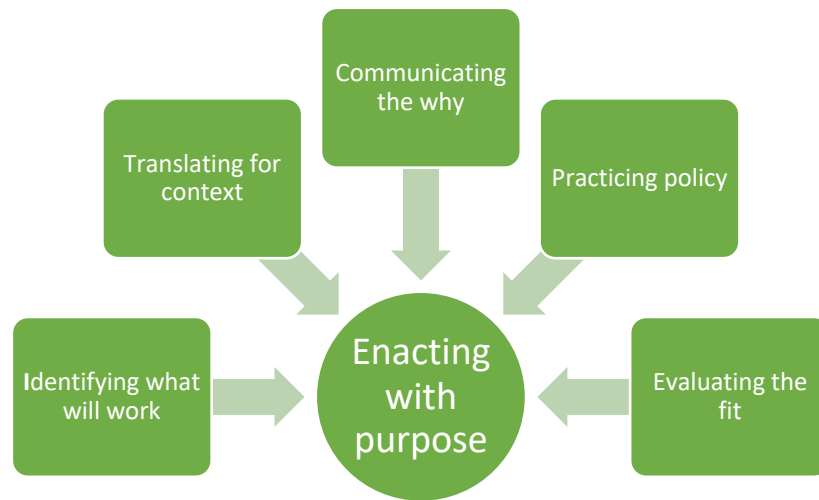 Communicating
the why
Translating for
context
Practicing policy
Identifying what
will work
Enacting
with
purpose
Evaluating the
fit